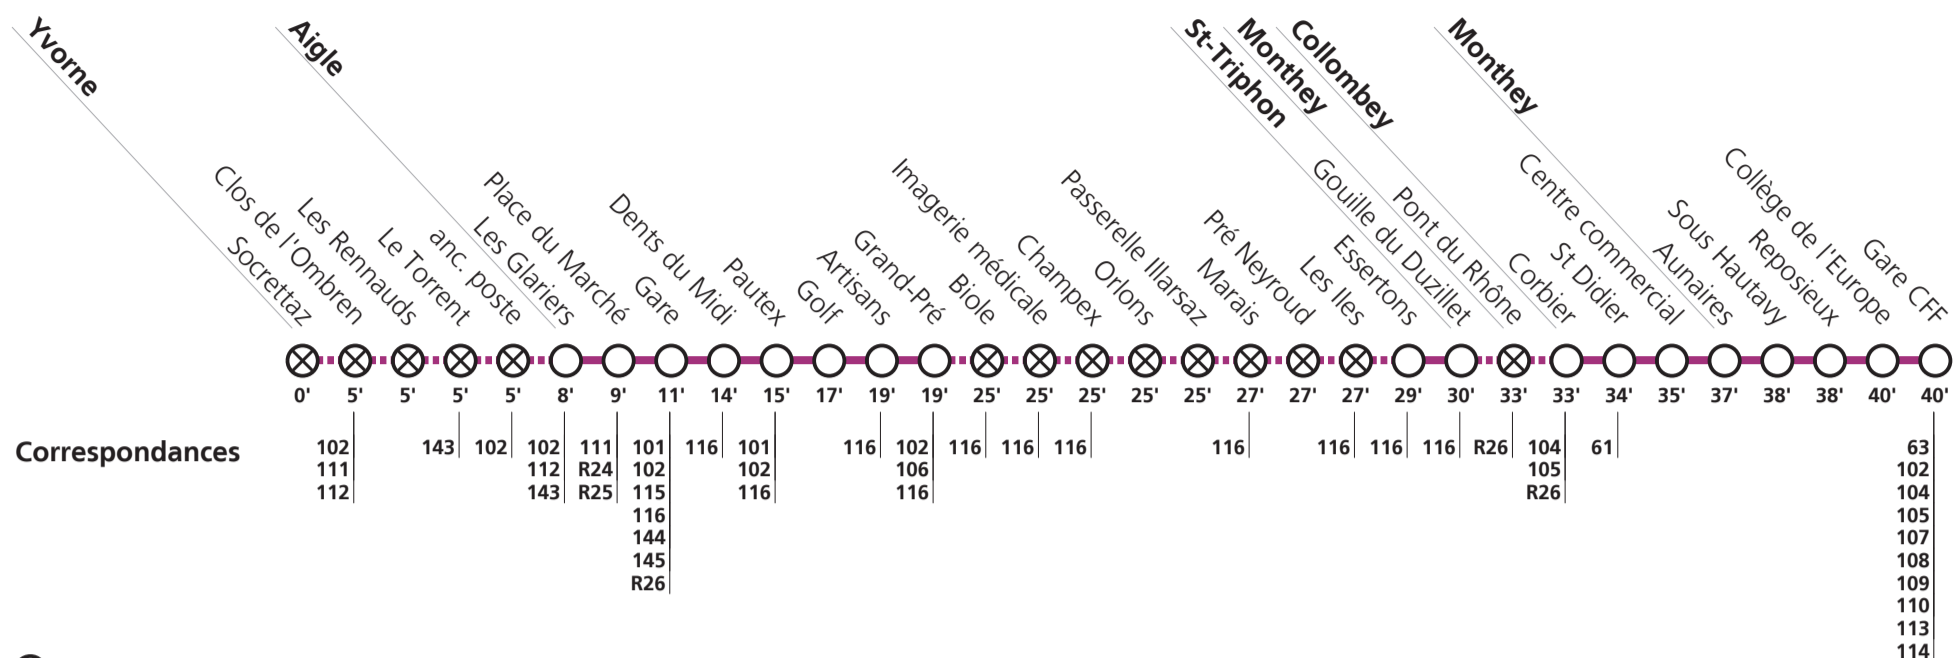 Yvorne
Aigle
St-Triphon
Monthey
Collombey
Monthey
Socrettaz
Clos de l'Ombren
Les Rennauds
Le Torrent
anc. poste
Les Glariers
Place du Marché
Gare
Dents du Midi
Pautex
Golf
Artisans
Grand-Pré
Biole
Imagerie médicale
Champex
Orlons
Passerelle Illarsaz
Marais
Pré Neyroud
Les Iles
Essertons
Gouille du Duzillet
Pont du Rhône
Corbier
St Didier
Centre commercial
Aunaires
Sous Hautavy
Reposieux
Collège de l'Europe
Gare CFF
0' 5' 5' 5' 5' 8' 9' 11' 14' 15' 17' 19' 19' 25' 25' 25' 25' 25' 27' 27' 27' 29' 30' 33' 33' 34' 35' 37' 38' 38' 40' 40'
Correspondances 102 143 102 102 111 101 116 101 116 102 116 116 116 116 116 116 116 R26 104 61 63
111 112 R24 102 102 106 105 102
112 143 R25 115 116 116 R26 104
116 105
144 107
145 108
R26 109
110
113
114